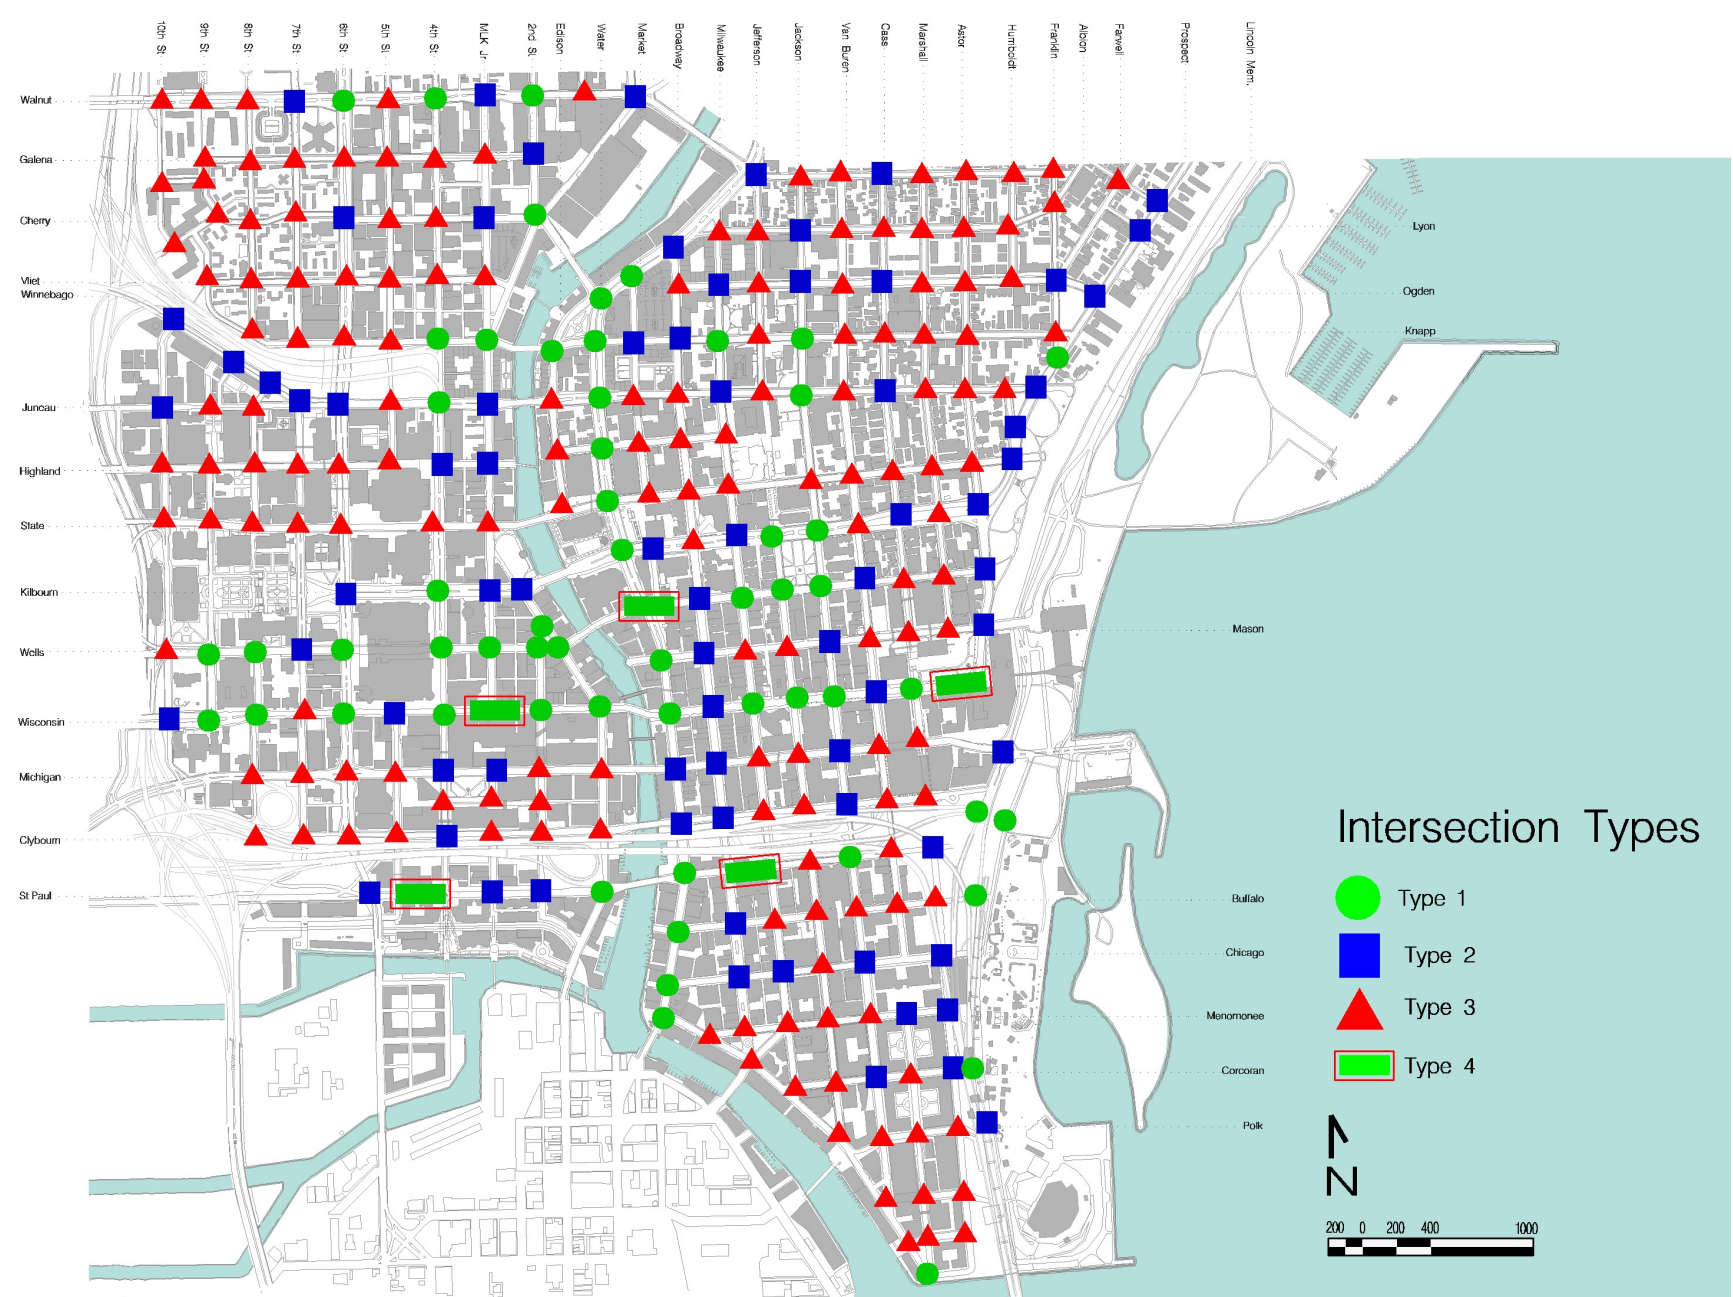 10th St
9th St
8th St
7th St
6th St
5th St
4th St
MLK Jr
2nd St
Edison
Water
Market
Broadway
Milwaukee
Jefferson
Jackson
Van Buren
Cass
Marshall
Astor
Humboldt
Franklin
Albion
Farwell
Prospect
Lincoln Mem.
Walnut
Galena
Cherry
Vliet
Winnebago
Juneau
Highland
State
Kilbourn
Wells
Wisconsin
Michigan
Clybourn
St Paul
Lyon
Ogden
Knapp
Mason
Buffalo
Chicago
Menomonee
Corcoran
Polk
Intersection Types
Type 1
Type 2
Type 3
Type 4
N
200 0 200 400 1000